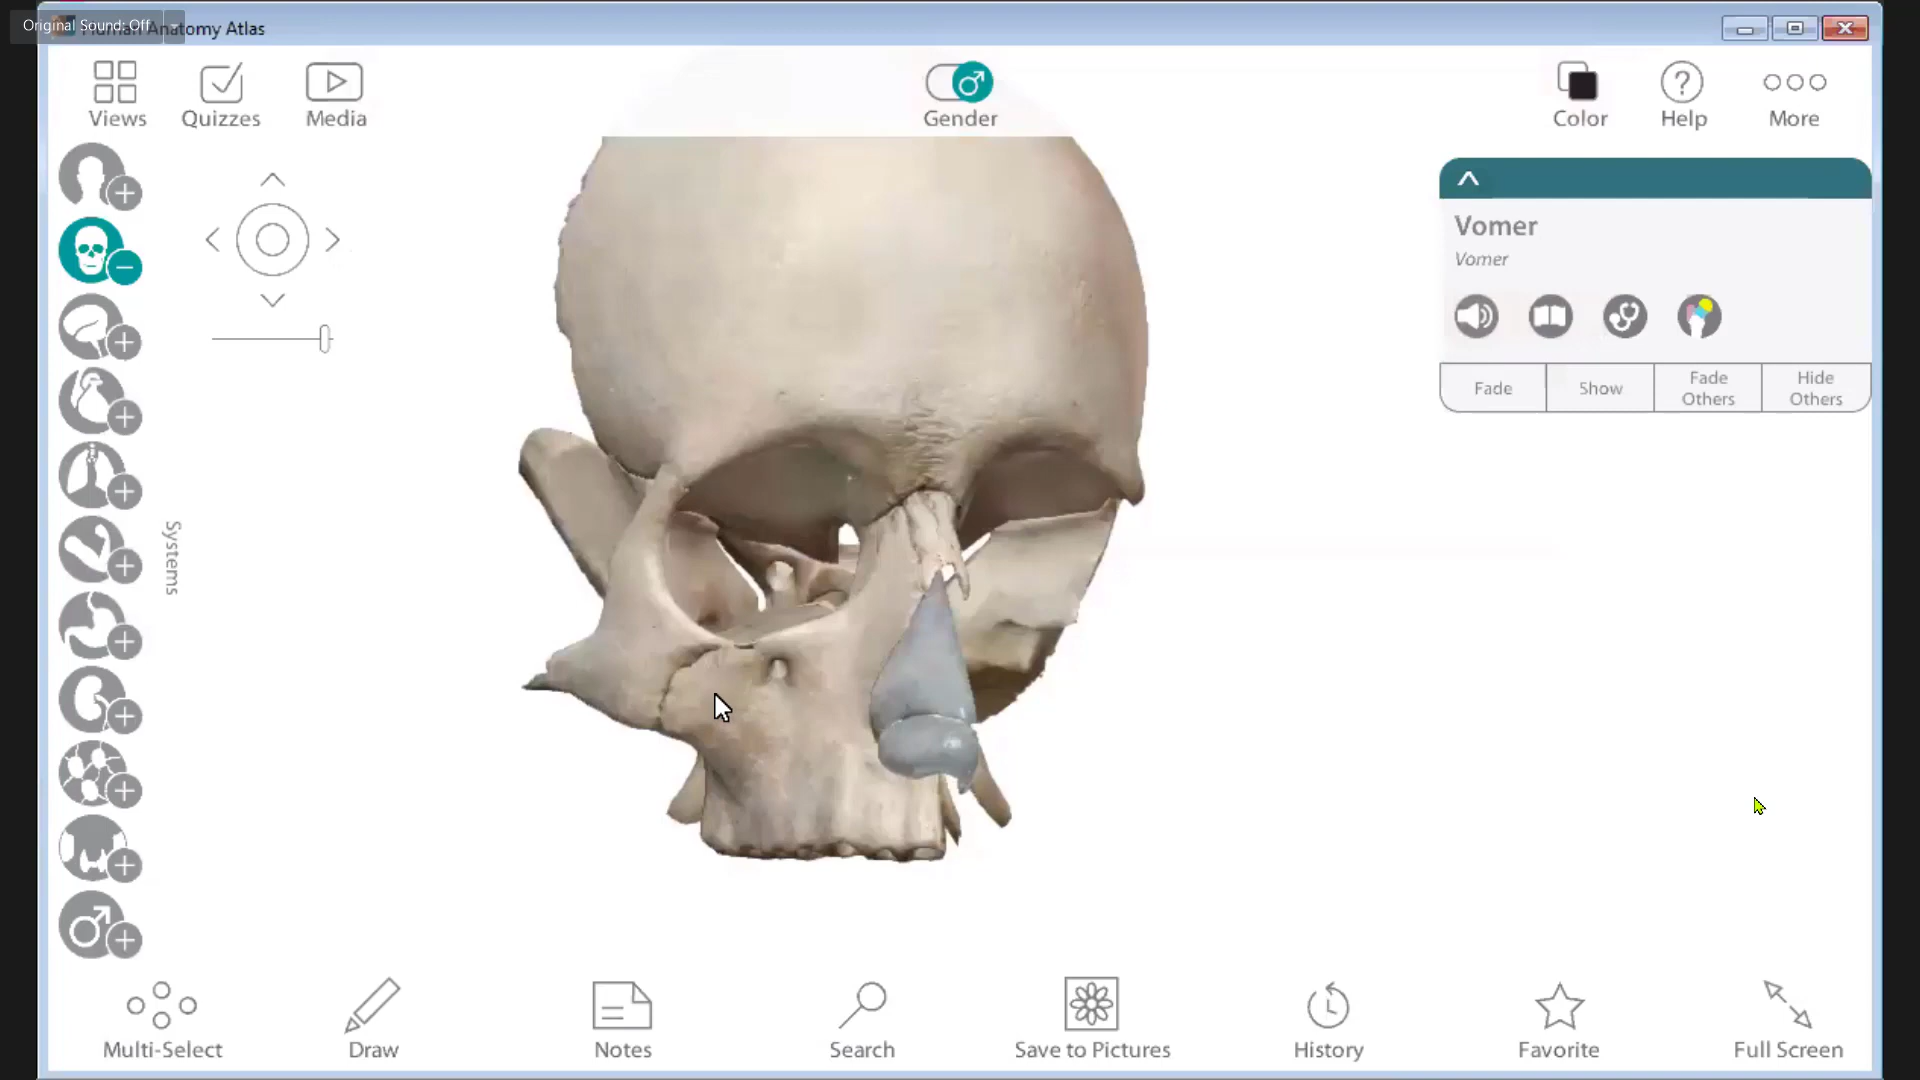 Original Sound: Off
Human Anatomy Atlas
Views
Quizzes
Media
Gender
Color
Help
More
Systems
Vomer
Vomer
Fade
Show
Fade
Others
Hide
Others
Multi-Select
Draw
Notes
Search
Save to Pictures
History
Favorite
Full Screen